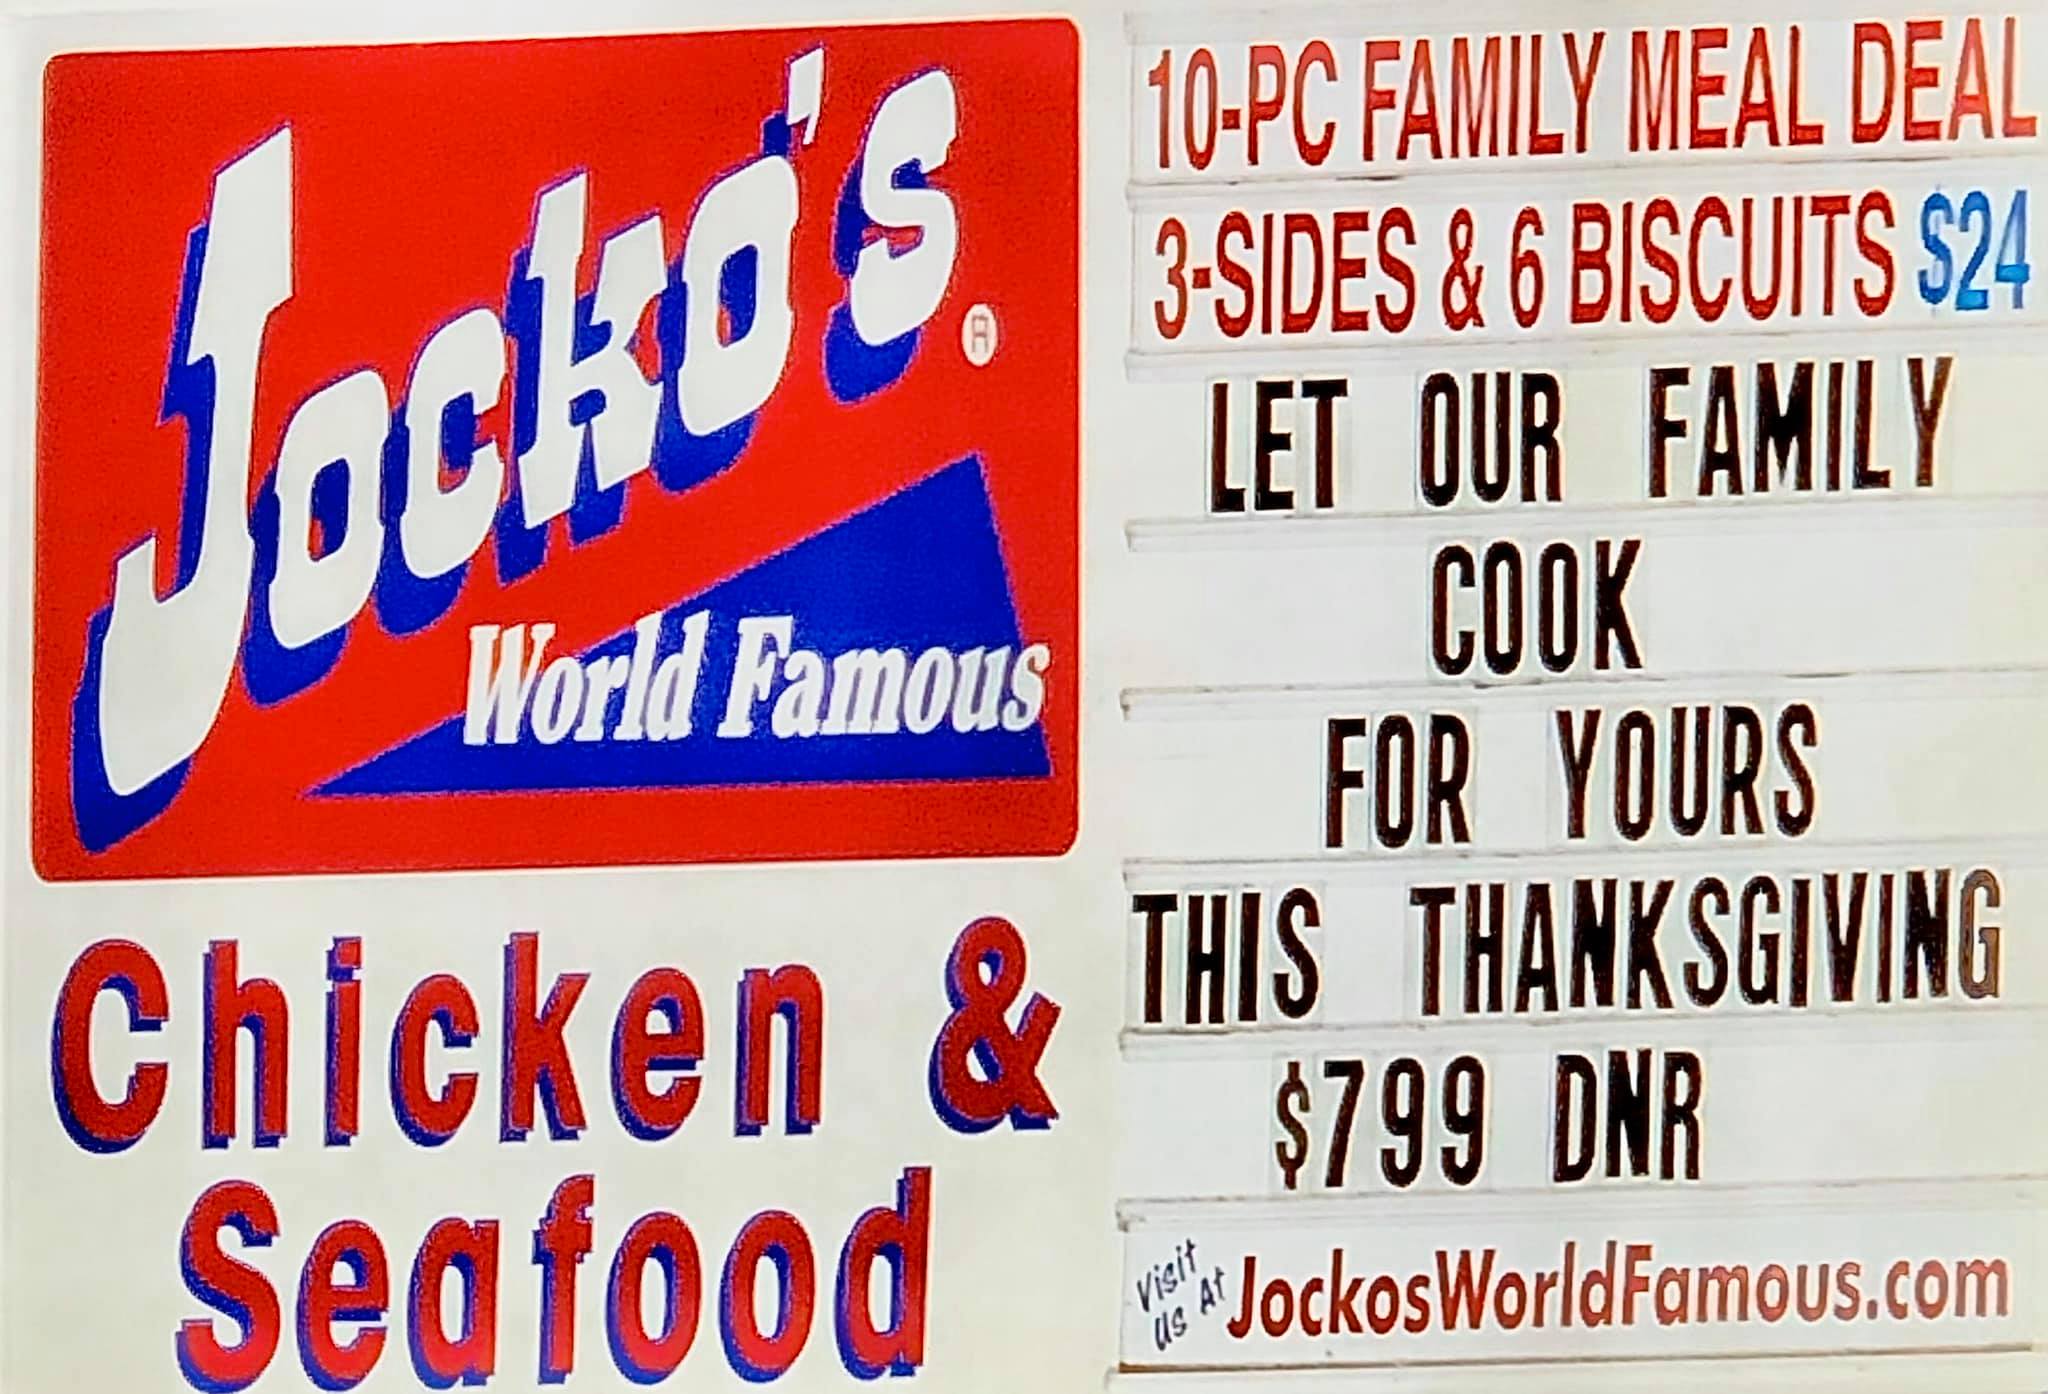 Jocko's®
World Famous
Chicken &
Seafood
10-PC FAMILY MEAL DEAL
3-SIDES & 6 BISCUITS $24
LET OUR FAMILY
COOK
FOR YOURS
THIS THANKSGIVING
$799 DNR
Visit
Us At
JockosWorldFamous.com